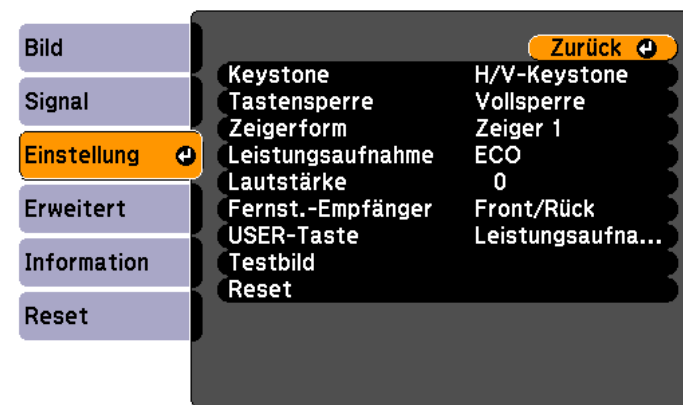 Bild
Signal
Einstellung
Erweitert
Information
Reset
Zurück
Keystone H/V-Keystone
Tastensperre Vollsperre
Zeigerform Zeiger 1
Leistungsaufnahme ECO
Lautstärke 0
Fernst.-Empfänger Front/Rück
USER-Taste Leistungsaufna...
Testbild
Reset